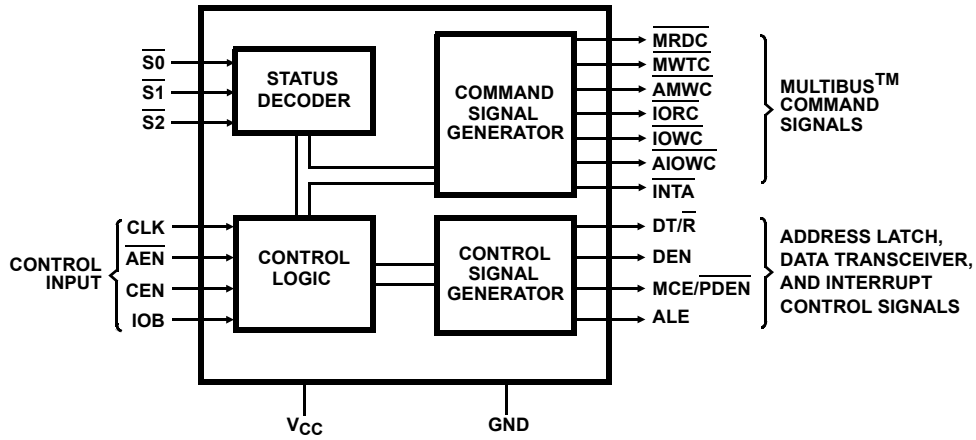 S0
S1
S2
STATUS
DECODER
COMMAND
SIGNAL
GENERATOR
MRDC
MWTC
AMWC
IORC
IOWC
AIOWC
INTA
MULTIBUS™
COMMAND
SIGNALS
CONTROL
INPUT
CLK
AEN
CEN
IOB
CONTROL
LOGIC
CONTROL
SIGNAL
GENERATOR
DT/R
DEN
MCE/PDEN
ALE
ADDRESS LATCH,
DATA TRANSCEIVER,
AND INTERRUPT
CONTROL SIGNALS
VCC
GND